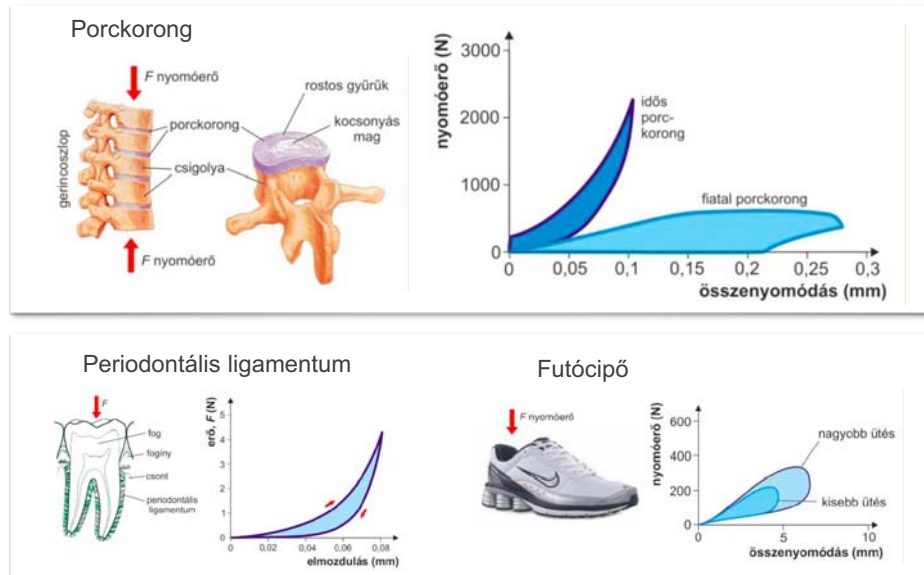 Porckorong
F nyomóerő
gerincoszlop
porckorong
csigolya
F nyomóerő
rostos gyűrűk
kocsonyás
mag
nyomóerő (N)
3000
2000
1000
0
idős
porc-
korong
fiatal porckorong
0 0,05 0,1 0,15 0,2 0,25 0,3
összenyomódás (mm)
Periodontális ligamentum
F
fog
fogíny
csont
periodontális
ligamentum
erő, F (N)
5
4
3
2
1
0
0 0,02 0,04 0,06 0,08
elmozdulás (mm)
Futócipő
F nyomóerő
nyomóerő (N)
600
400
200
0
nagyobb ütés
kisebb ütés
0 5 10
összenyomódás (mm)